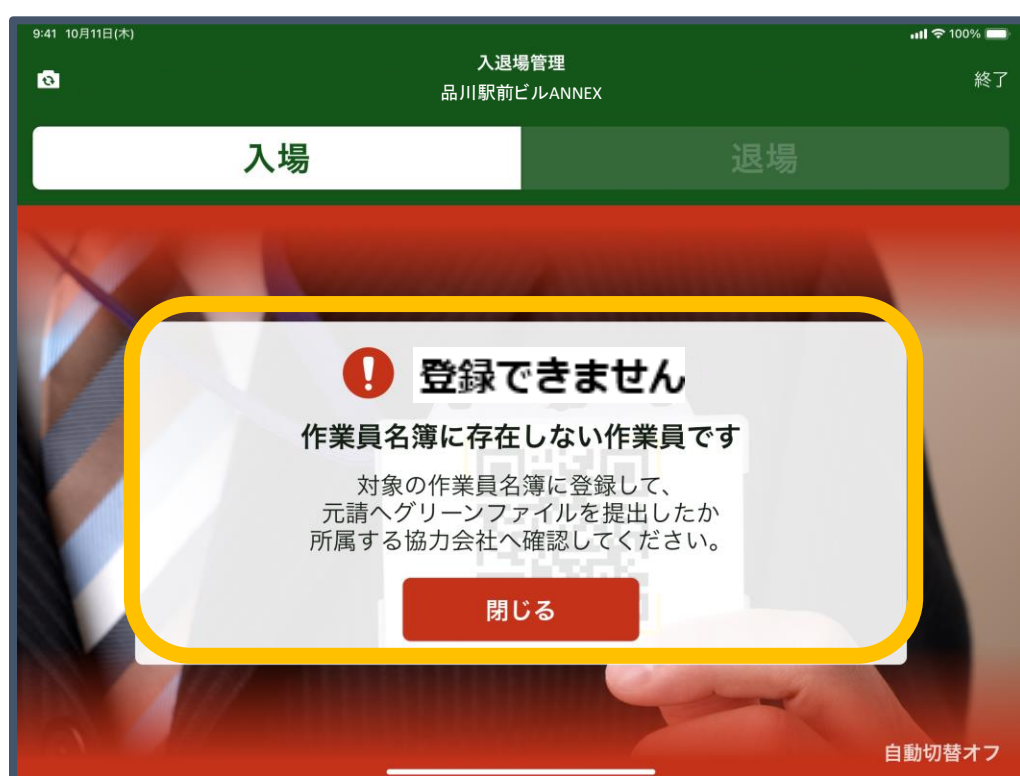 9:41 10月11日(木)
100%
入退場管理
品川駅前ビルANNEX
終了
入場
退場
登録できません
作業員名簿に存在しない作業員です
対象の作業員名簿に登録して、
元請へグリーンファイルを提出したか
所属する協力会社へ確認してください。
閉じる
自動切替オフ